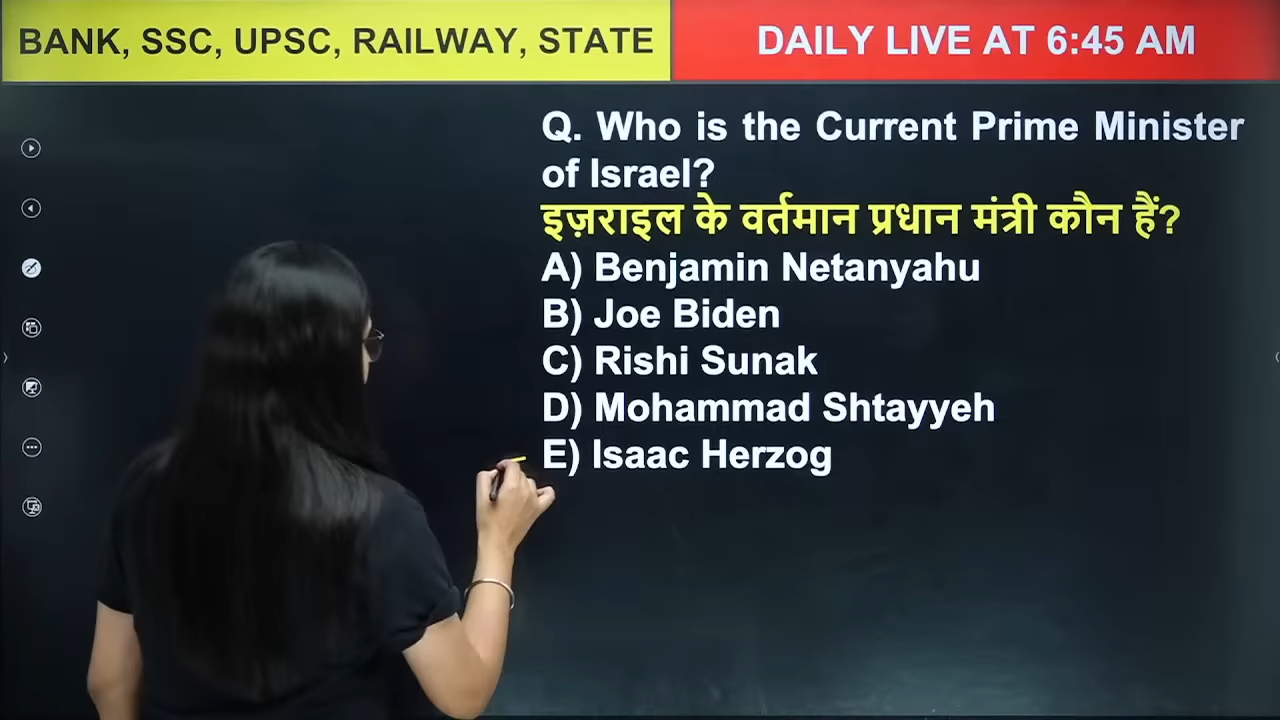 BANK, SSC, UPSC, RAILWAY, STATE
DAILY LIVE AT 6:45 AM
Q. Who is the Current Prime Minister
of Israel?
इज़राइल के वर्तमान प्रधान मंत्री कौन हैं?
A) Benjamin Netanyahu
B) Joe Biden
C) Rishi Sunak
D) Mohammad Shtayyeh
E) Isaac Herzog